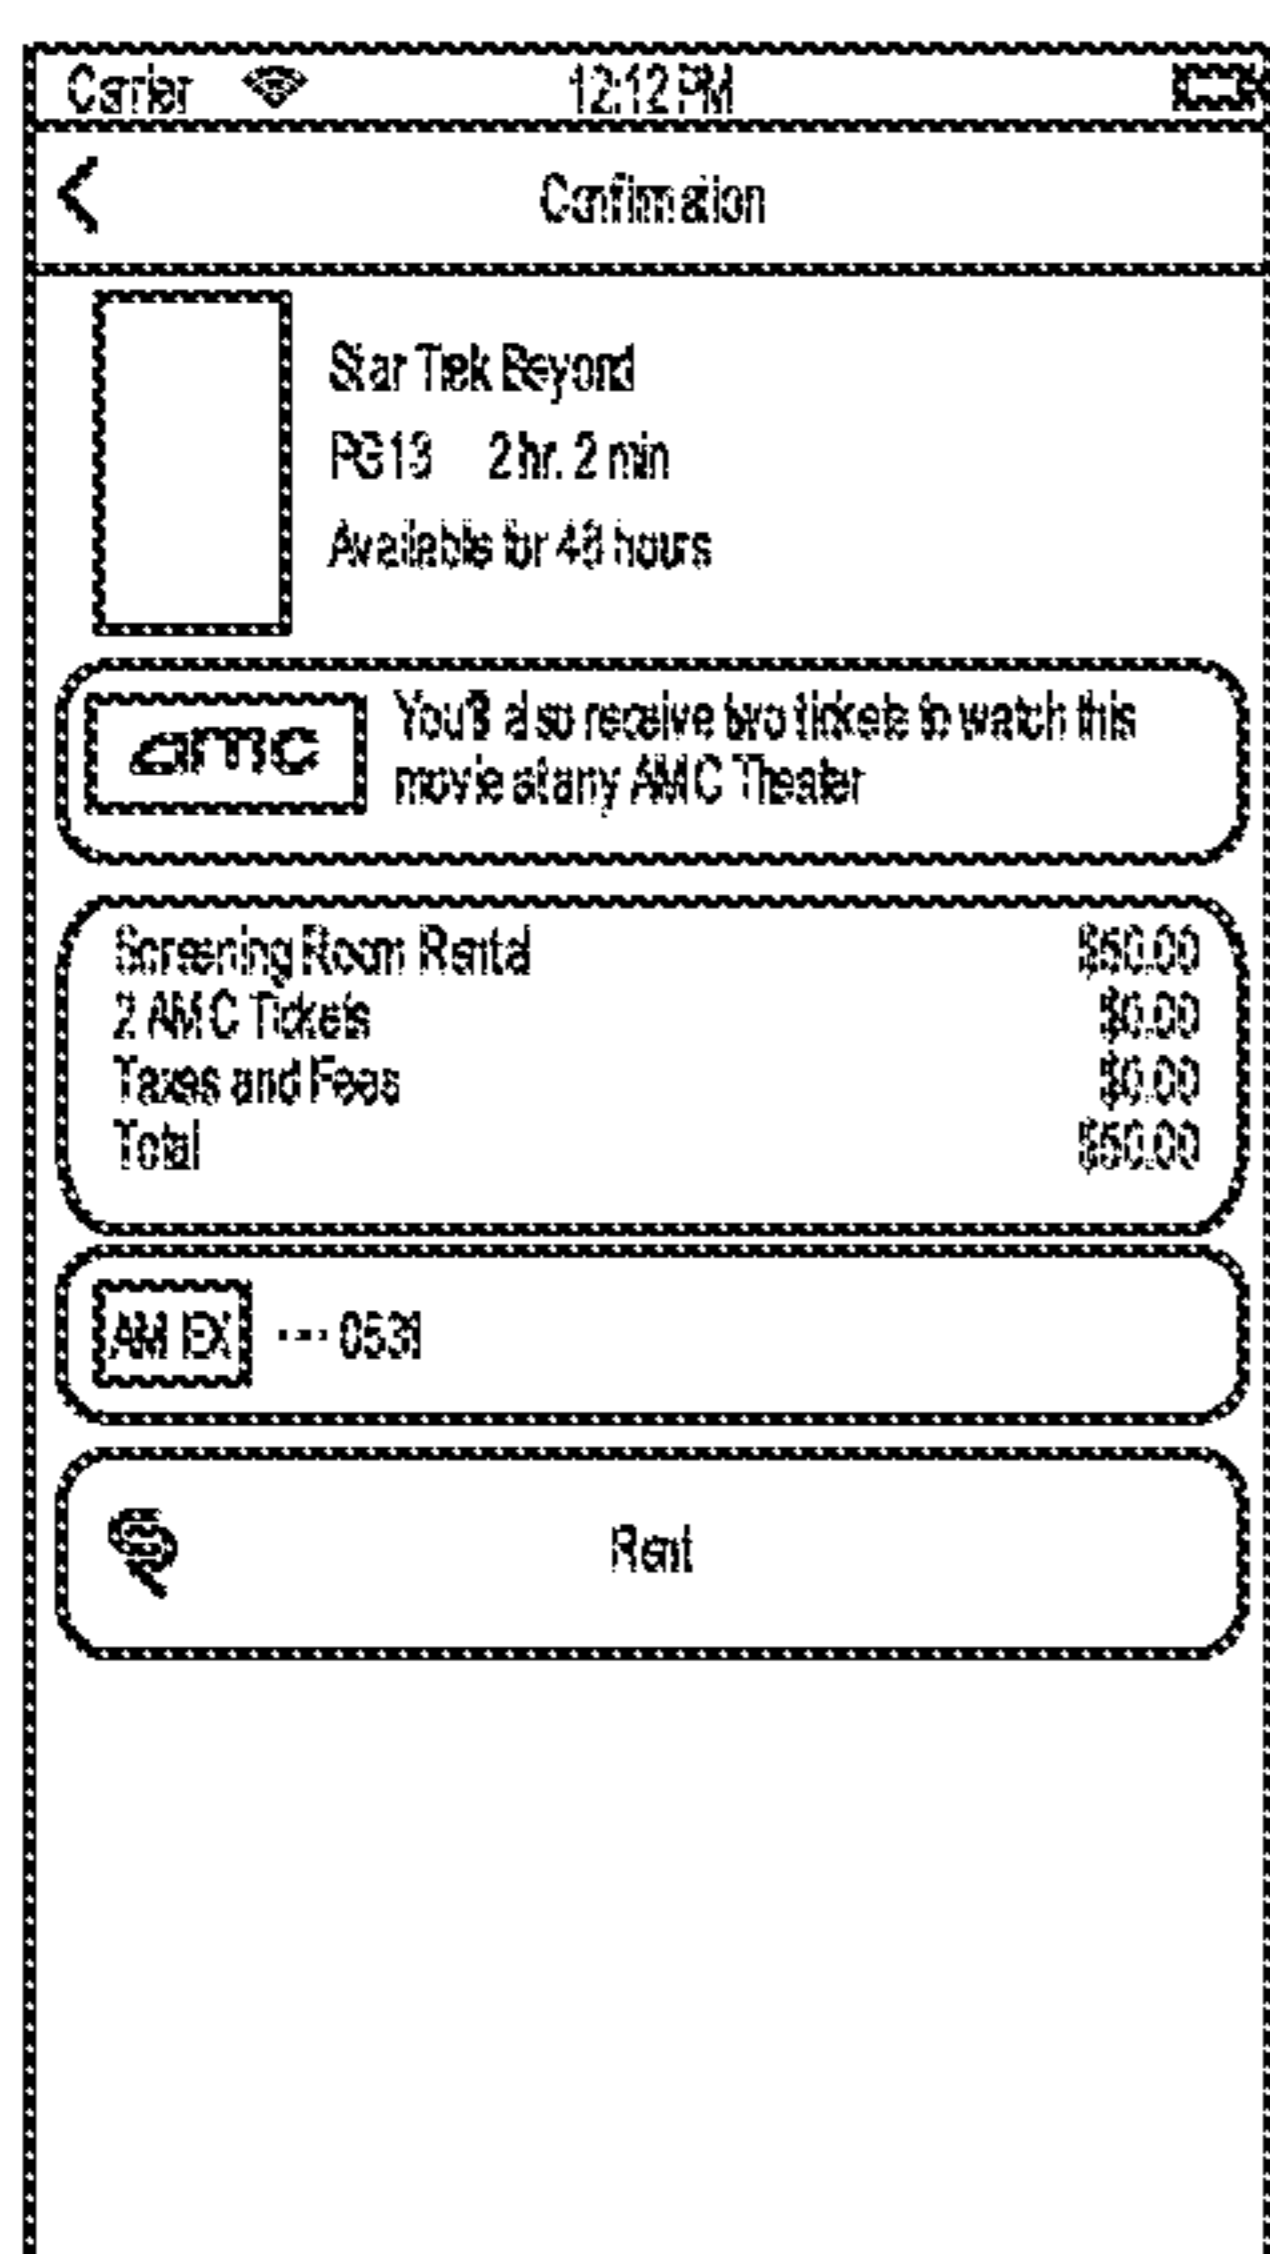 Carrier 12:12 PM
Confirmation
Star Trek Beyond
PG13 2 hr. 2 min
Available for 48 hours
amc
You'll also receive two tickets to watch this
movie at any AMC Theater
Screening Room Rental $50.00
2 AMC Tickets $0.00
Taxes and Fees $0.00
Total $50.00
AMEX --- 0531
Rent